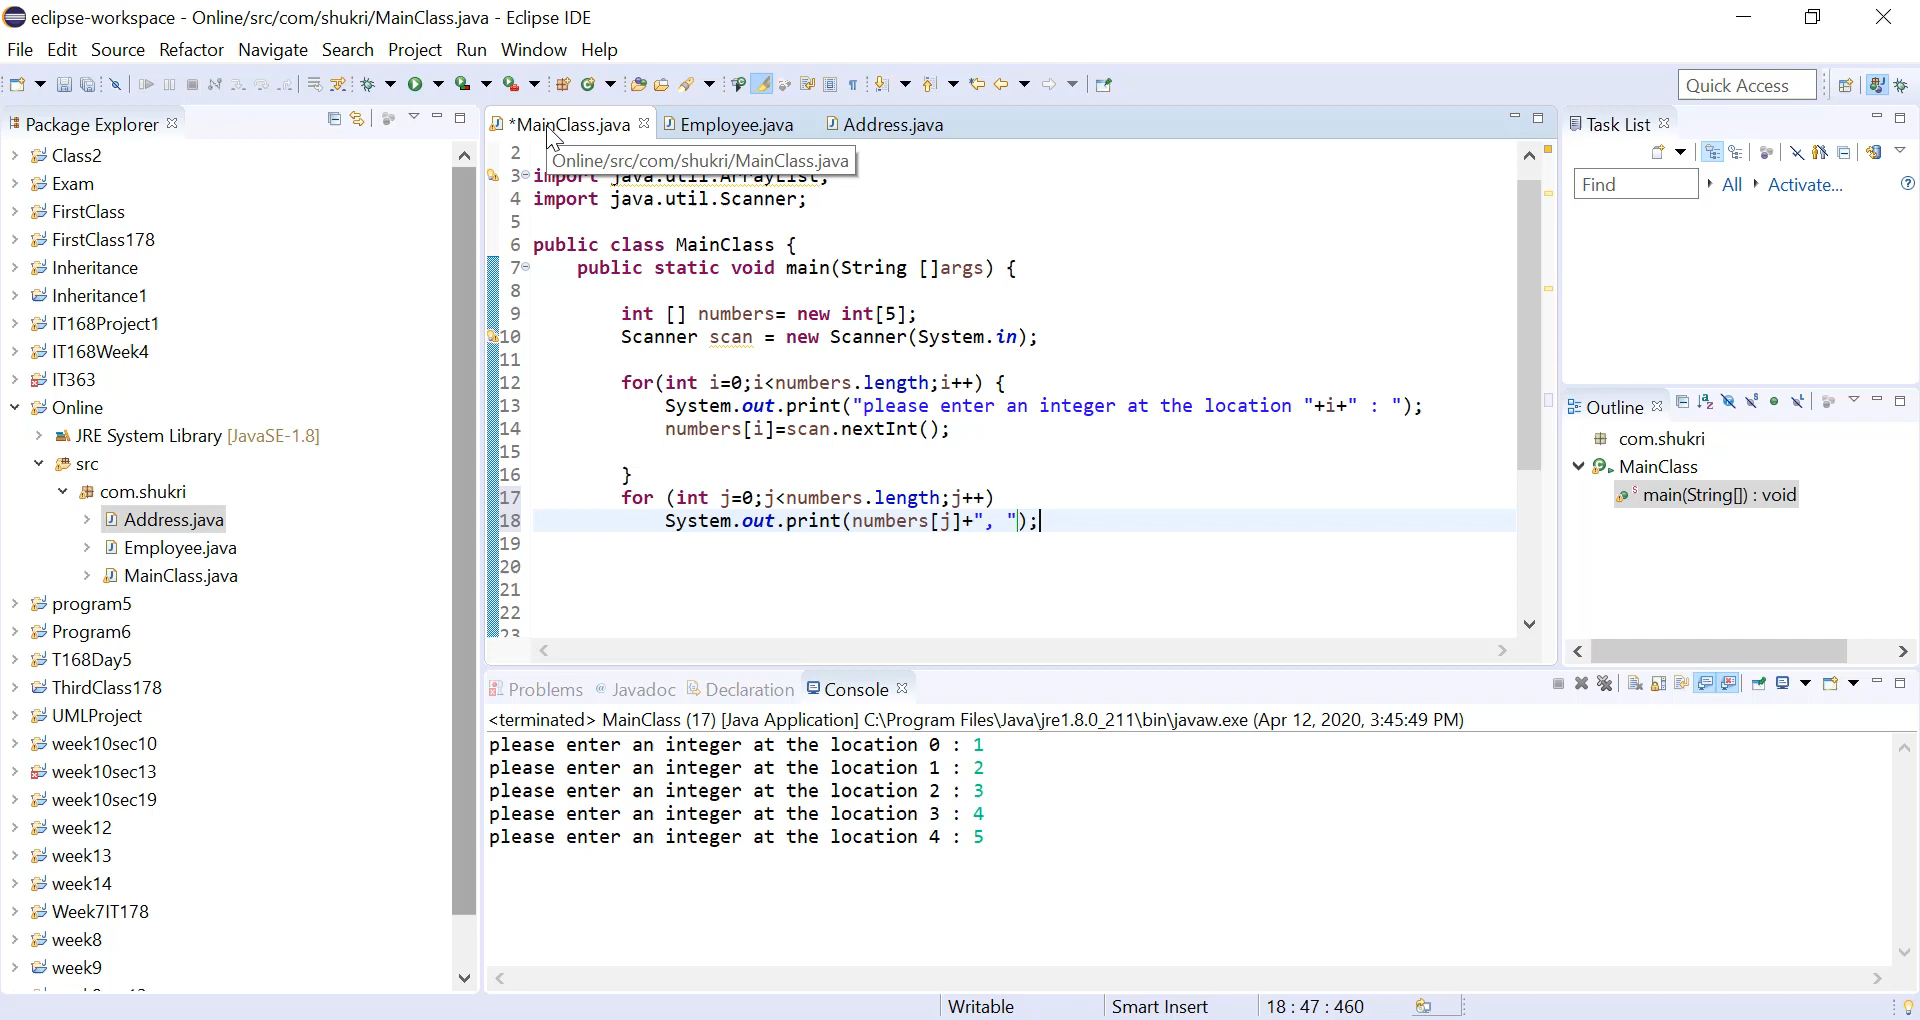 eclipse-workspace - Online/src/com/shukri/MainClass.java - Eclipse IDE
File Edit Source Refactor Navigate Search Project Run Window Help
Quick Access
Package Explorer
Class2
Exam
FirstClass
FirstClass178
Inheritance
Inheritance1
IT168Project1
IT168Week4
IT363
Online
JRE System Library [JavaSE-1.8]
src
com.shukri
Address.java
Employee.java
MainClass.java
program5
Program6
T168Day5
ThirdClass178
UMLProject
week10sec10
week10sec13
week10sec19
week12
week13
week14
Week7IT178
week8
week9
*MainClass.java Employee.java Address.java
Online/src/com/shukri/MainClass.java
2
3 import java.util.ArrayList;
4 import java.util.Scanner;
5
6 public class MainClass {
7 public static void main(String []args) {
8
9 int [] numbers= new int[5];
10 Scanner scan = new Scanner(System.in);
11
12 for(int i=0;i<numbers.length;i++) {
13 System.out.print("please enter an integer at the location "+i+" : ");
14 numbers[i]=scan.nextInt();
15
16 }
17 for (int j=0;j<numbers.length;j++)
18 System.out.print(numbers[j]+", ");
19
20
21
22
23
Task List
Find All Activate...
Outline
com.shukri
MainClass
main(String[]) : void
Problems @ Javadoc Declaration Console
<terminated> MainClass (17) [Java Application] C:\Program Files\Java\jre1.8.0_211\bin\javaw.exe (Apr 12, 2020, 3:45:49 PM)
please enter an integer at the location 0 : 1
please enter an integer at the location 1 : 2
please enter an integer at the location 2 : 3
please enter an integer at the location 3 : 4
please enter an integer at the location 4 : 5
Writable Smart Insert 18 : 47 : 460